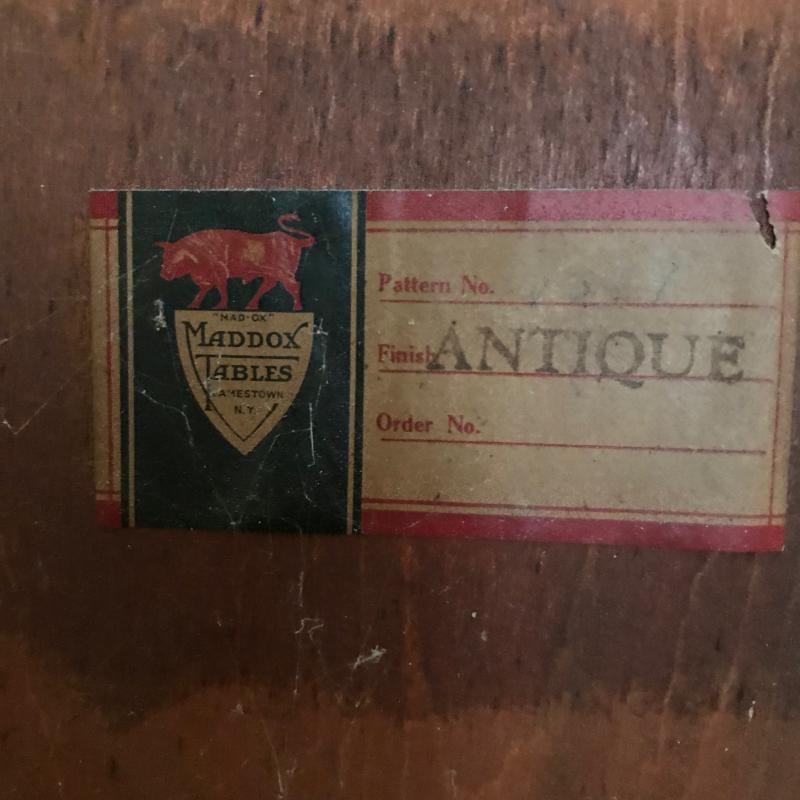 "MAD-OX"
MADDOX
TABLES
JAMESTOWN
N.Y.
Pattern No.
Finish ANTIQUE
Order No.